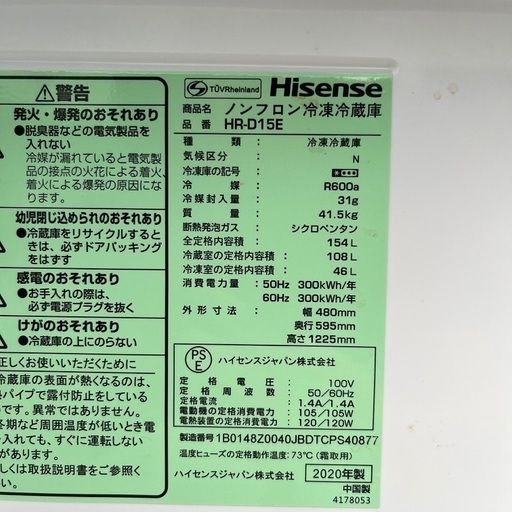 ⚠警告
発火・爆発のおそれあり
●脱臭器などの電気製品を入れない
冷媒が漏れていると電気製
品の接点の火花による着火、
着火による爆発の原因にな
ります。
幼児閉じ込められのおそれあり
●冷蔵庫をリサイクルすると
きは、必ずドアパッキング
をはずす
感電のおそれあり
●お手入れの際は、
必ず電源プラグを抜く
けがのおそれあり
●冷蔵庫の上にのらない
正しくお使いいただくために
冷蔵庫の表面が熱くなるのは、
熱パイプで露付防止をしている
です。異常ではありません。
冬期など周囲温度が低いとき電
入れても、すぐに運転しない
があります。
しくは取扱説明書をご参照く
さい。
TÜVRheinland
Hisense
商品名 ノンフロン冷凍冷蔵庫
品番 HR-D15E
種類 : 冷凍冷蔵庫
気候区分 : N
冷凍庫の記号 :
冷媒 : R600a
冷媒封入量 : 31g
質量 : 41.5kg
断熱発泡ガス : シクロペンタン
全定格内容積 : 154L
冷蔵室の定格内容積 : 108L
冷凍室の定格内容積 : 46L
消費電力量 : 50Hz 300kWh/年
60Hz 300kWh/年
外形寸法 : 幅 480mm
奥行 595mm
高さ 1225mm
PSE ハイセンスジャパン株式会社
定格電圧 : 100V
定格周波数 : 50/60Hz
定格電流 : 1.4A/1.4A
電動機の定格消費電力 : 105/105W
電熱装置の定格消費電力 : 120/120W
製造番号 1B0148Z0040JBDTCPS40877
温度ヒューズの定格動作温度:73℃(霜取用)
ハイセンスジャパン株式会社 2020年製
中国製
4178053